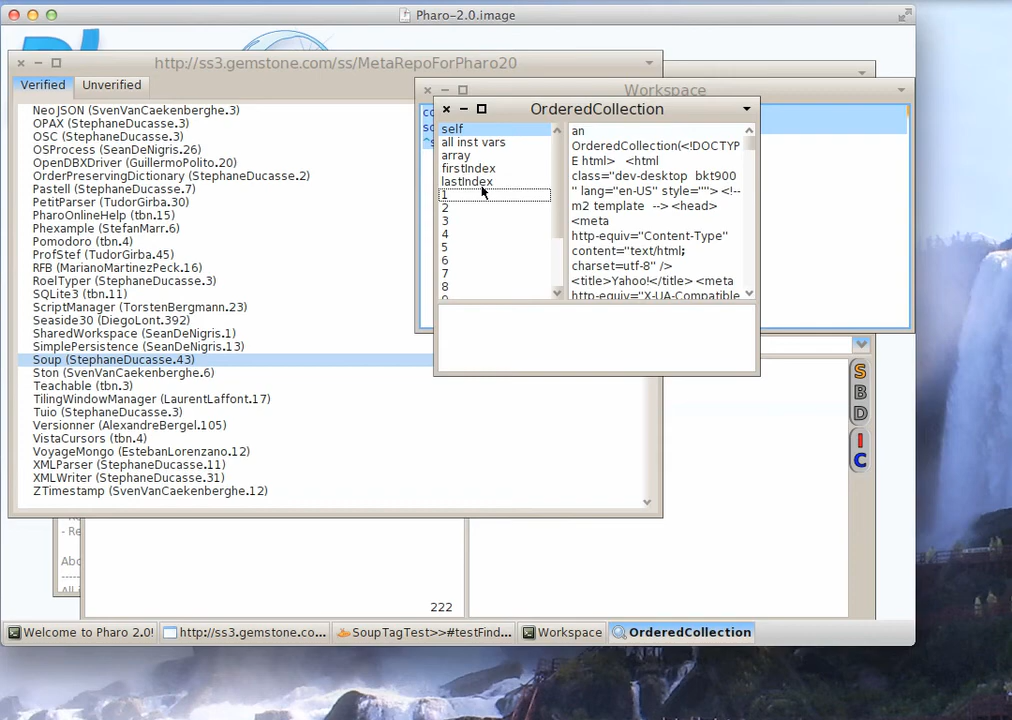 Pharo-2.0.image
http://ss3.gemstone.com/ss/MetaRepoForPharo20
Verified
Unverified
NeoJSON (SvenVanCaekenberghe.3)
OPAX (StephaneDucasse.3)
OSC (StephaneDucasse.3)
OSProcess (SeanDeNigris.26)
OpenDBXDriver (GuillermoPolito.20)
OrderPreservingDictionary (StephaneDucasse.2)
Pastell (StephaneDucasse.7)
PetitParser (TudorGirba.30)
PharoOnlineHelp (tbn.15)
Phexample (StefanMarr.6)
Pomodoro (tbn.4)
ProfStef (TudorGirba.45)
RFB (MarianoMartinezPeck.16)
RoelTyper (StephaneDucasse.3)
SQLite3 (tbn.11)
ScriptManager (TorstenBergmann.23)
Seaside30 (DiegoLont.392)
SharedWorkspace (SeanDeNigris.1)
SimplePersistence (SeanDeNigris.13)
Soup (StephaneDucasse.43)
Ston (SvenVanCaekenberghe.6)
Teachable (tbn.3)
TilingWindowManager (LaurentLaffont.17)
Tuio (StephaneDucasse.3)
Versionner (AlexandreBergel.105)
VistaCursors (tbn.4)
VoyageMongo (EstebanLorenzano.12)
XMLParser (StephaneDucasse.11)
XMLWriter (StephaneDucasse.31)
ZTimestamp (SvenVanCaekenberghe.12)
Workspace
OrderedCollection
self
all inst vars
array
firstIndex
lastIndex
1
2
3
4
5
6
7
8
9
an
OrderedCollection(<!DOCTYP
E html>   <html
class="dev-desktop  bkt900
" lang="en-US" style=""><!--
m2 template  --><head>
<meta
http-equiv="Content-Type"
content="text/html;
charset=utf-8" />
<title>Yahoo!</title><meta
http-equiv="X-UA-Compatible
S
B
D
I
C
- Re
Abo
222
Welcome to Pharo 2.0!
http://ss3.gemstone.co...
SoupTagTest>>#testFind...
Workspace
OrderedCollection